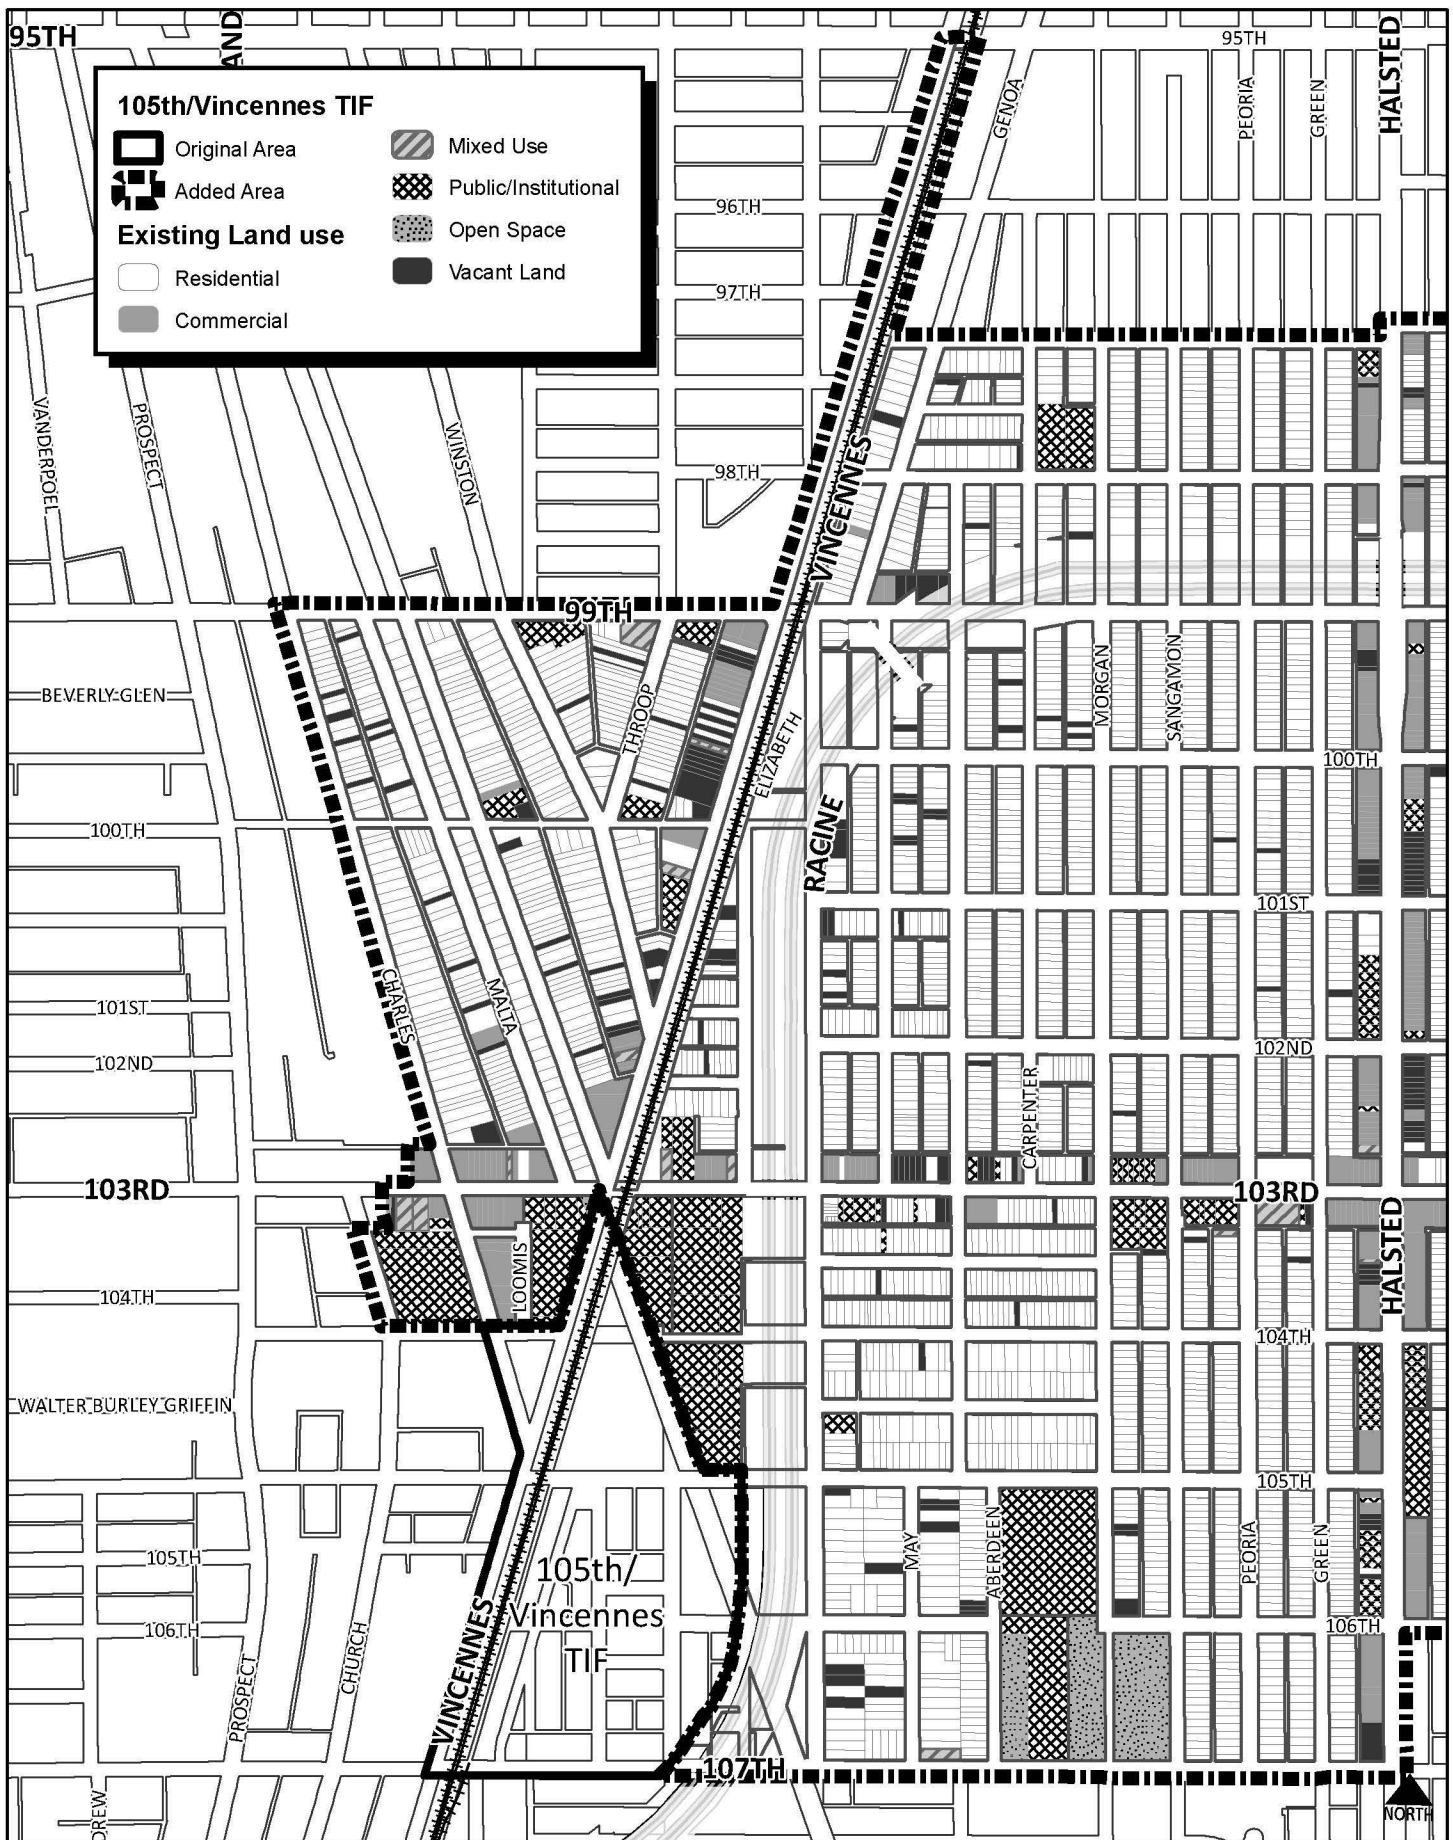 95TH
AND
95TH
HALSTED
GENOA
PEORIA
GREEN
105th/Vincennes TIF
Original Area
Added Area
Existing Land use
Residential
Commercial
Mixed Use
Public/Institutional
Open Space
Vacant Land
96TH
97TH
VANDERPOEL
PROSPECT
WINSTON
98TH
VINCENNES
99TH
BEVERLY GLEN
THROOP
ELIZABETH
MORGAN
SANGAMON
100TH
100TH
RACINE
101ST
CHARLES
MALTA
101ST
102ND
102ND
CARPENTER
103RD
103RD
HALSTED
LOOMIS
104TH
104TH
WALTER BURLEY GRIFFIN
105TH
MAY
ABERDEEN
PEORIA
GREEN
105TH
105th/
Vincennes
TIF
106TH
106TH
VINCENNES
CHURCH
PROSPECT
107TH
DREW
NORTH